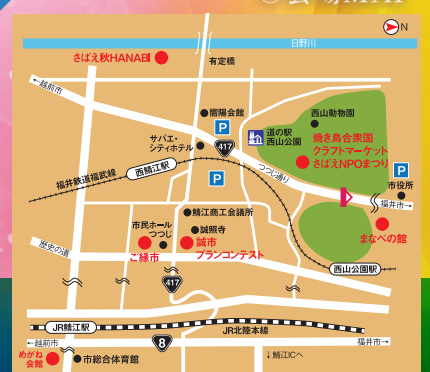 会場MAP
N
日野川
さばえ秋HANABI
有定橋
←越前市
嚮陽会館
西山動物園
P
道の駅
西山公園
焼き鳥合衆国
クラフトマーケット
さばえNPOまつり
サバエ・
シティホテル
417
つつじ通り
P
市役所
福井市→
西鯖江駅
福井鉄道福武線
P
鯖江商工会議所
市民ホール
つつじ
誠照寺
まなべの館
歴史の道
ご縁市
誠市
プランコンテスト
西山公園駅
417
JR鯖江駅
JR北陸本線
←越前市
8
福井市→
めがね
会館
市総合体育館
↓鯖江ICへ